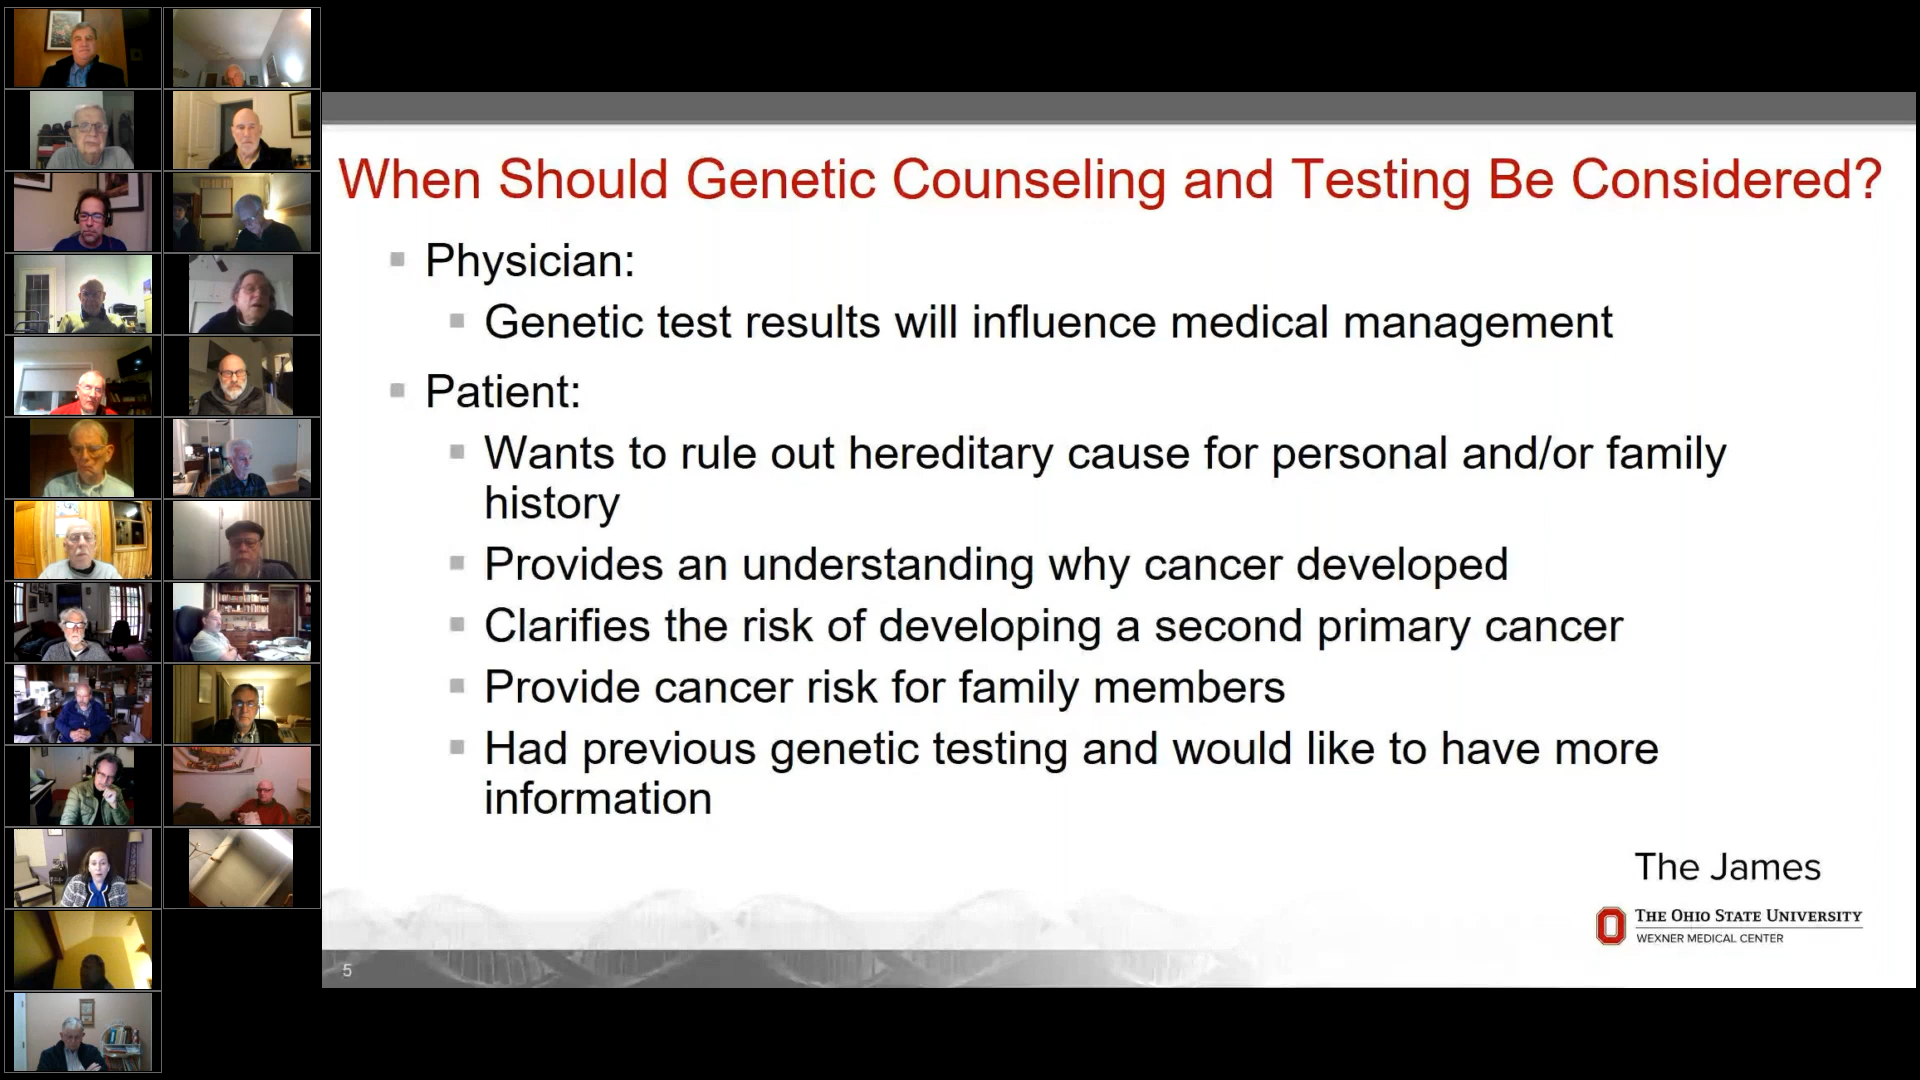 When Should Genetic Counseling and Testing Be Considered?
Physician:
Genetic test results will influence medical management
Patient:
Wants to rule out hereditary cause for personal and/or family
history
Provides an understanding why cancer developed
Clarifies the risk of developing a second primary cancer
Provide cancer risk for family members
Had previous genetic testing and would like to have more
information
The James
THE OHIO STATE UNIVERSITY
WEXNER MEDICAL CENTER
5